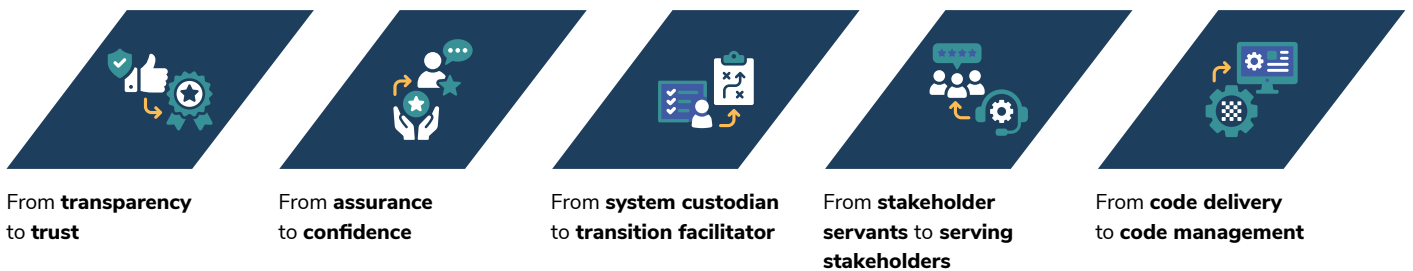 From transparency
to trust
From assurance
to confidence
From system custodian
to transition facilitator
From stakeholder
servants to serving
stakeholders
From code delivery
to code management